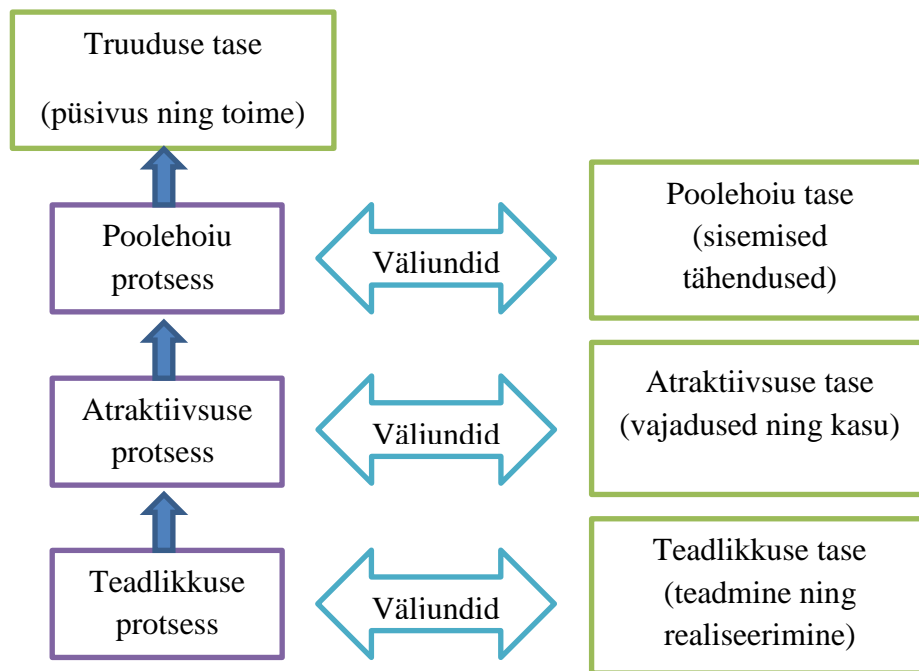 Truuduse tase
(püsivus ning toime)
Poolehoiu
protsess
Väliundid
Poolehoiu tase
(sisemised
tähendused)
Atraktiivsuse
protsess
Väliundid
Atraktiivsuse tase
(vajadused ning kasu)
Teadlikkuse
protsess
Väliundid
Teadlikkuse tase
(teadmine ning
realiseerimine)